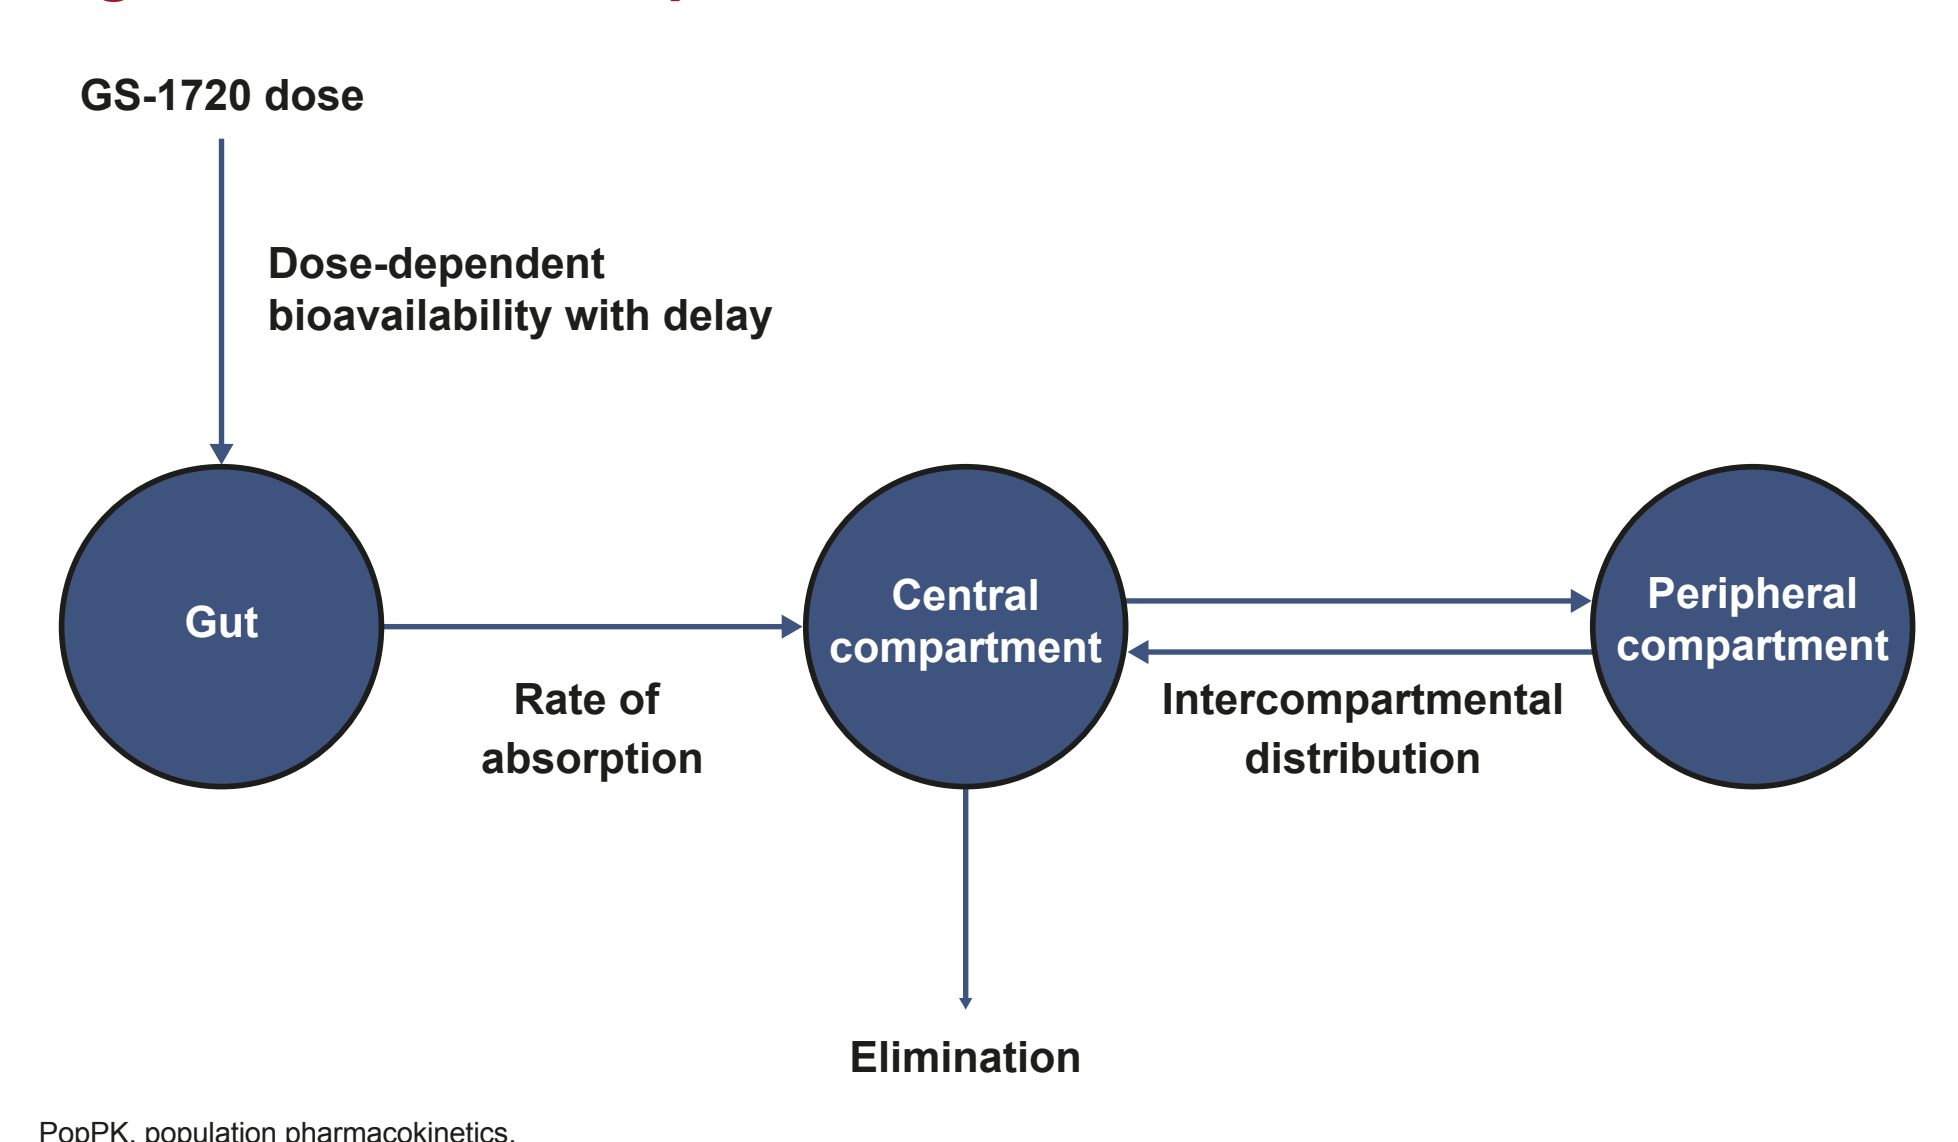 GS-1720 dose
Dose-dependent
bioavailability with delay
Gut
Rate of
absorption
Central
compartment
Intercompartmental
distribution
Peripheral
compartment
Elimination
PopPK, population pharmacokinetics.